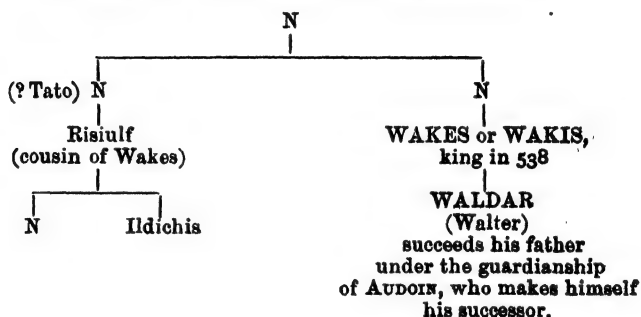 N
(? Tato) N N
Risiulf WAKES or WAKIS,
(cousin of Wakes) king in 538
WALDAR
N Ildichis (Walter)
succeeds his father
under the guardianship
of AUDOIN, who makes himself
his successor.